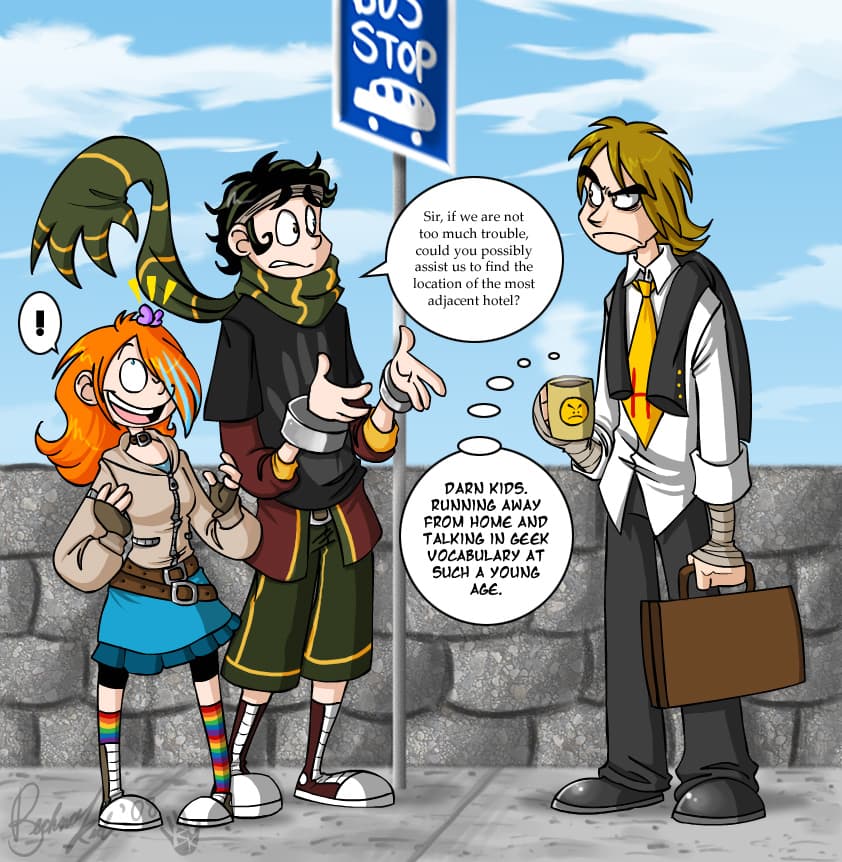 BUS
STOP
!
Sir, if we are not
too much trouble,
could you possibly
assist us to find the
location of the most
adjacent hotel?
H
DARN KIDS.
RUNNING AWAY
FROM HOME AND
TALKING IN GEEK
VOCABULARY AT
SUCH A YOUNG
AGE.